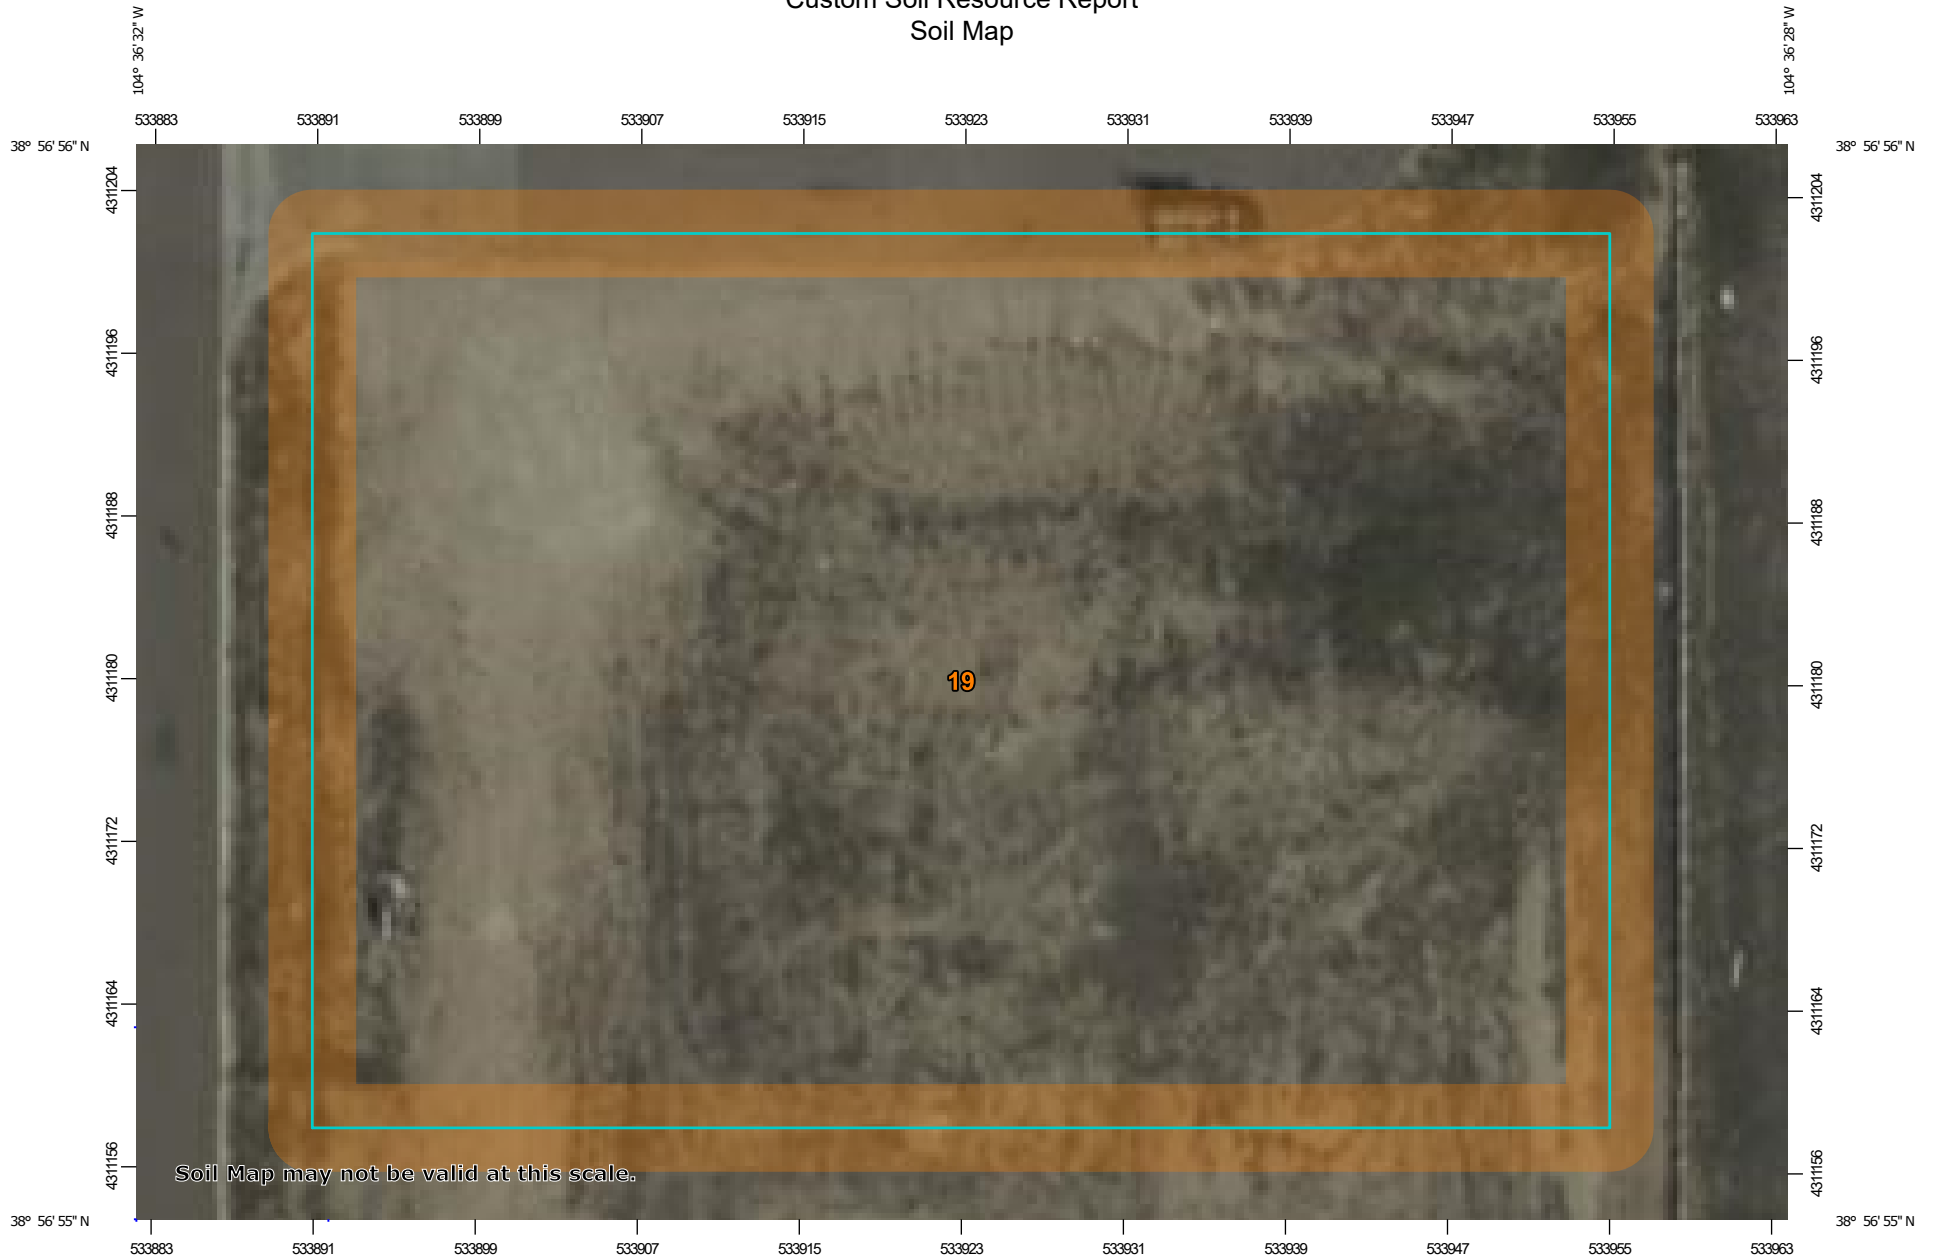 Custom Soil Resource Report
Soil Map
104° 36' 32" W
104° 36' 28" W
533883 533891 533899 533907 533915 533923 533931 533939 533947 533955 533963
38° 56' 56" N
38° 56' 56" N
4311204
4311204
4311196
4311196
4311188
4311188
4311180
4311180
19
4311172
4311172
4311164
4311164
4311156
4311156
Soil Map may not be valid at this scale.
38° 56' 55" N
38° 56' 55" N
533883 533891 533899 533907 533915 533923 533931 533939 533947 533955 533963